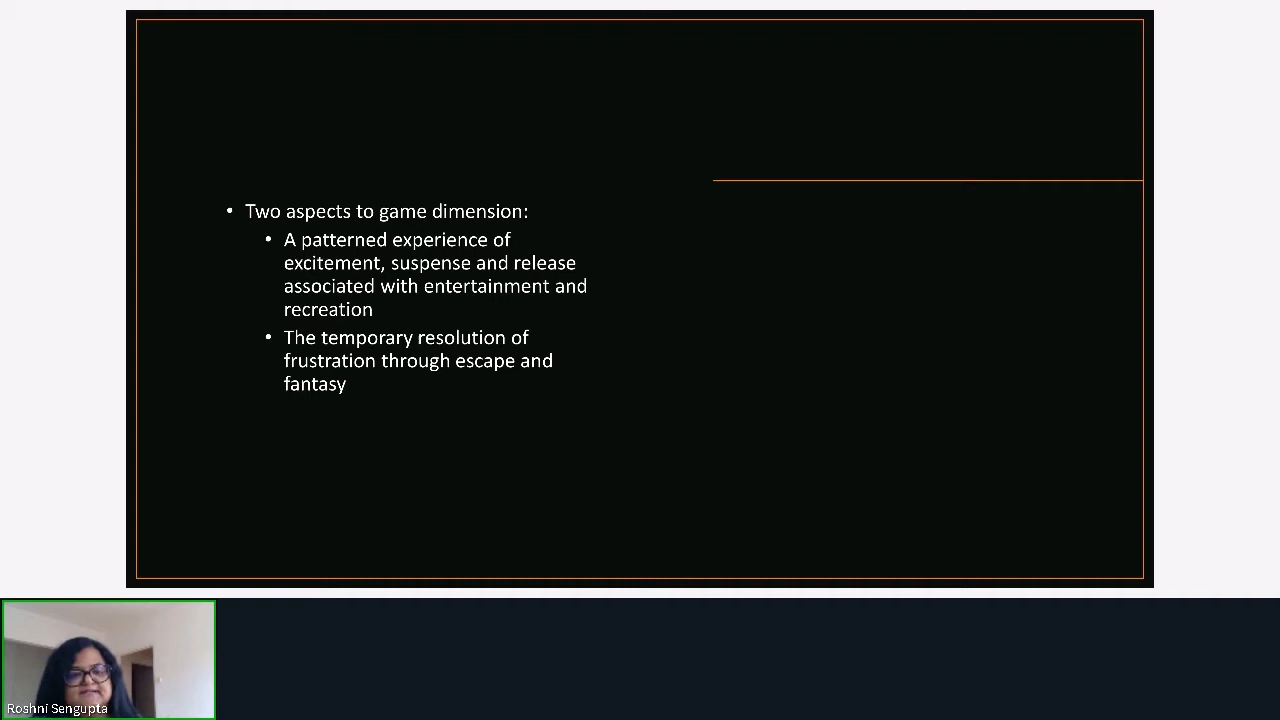 • Two aspects to game dimension:
• A patterned experience of
excitement, suspense and release
associated with entertainment and
recreation
• The temporary resolution of
frustration through escape and
fantasy
Roshni Sengupta